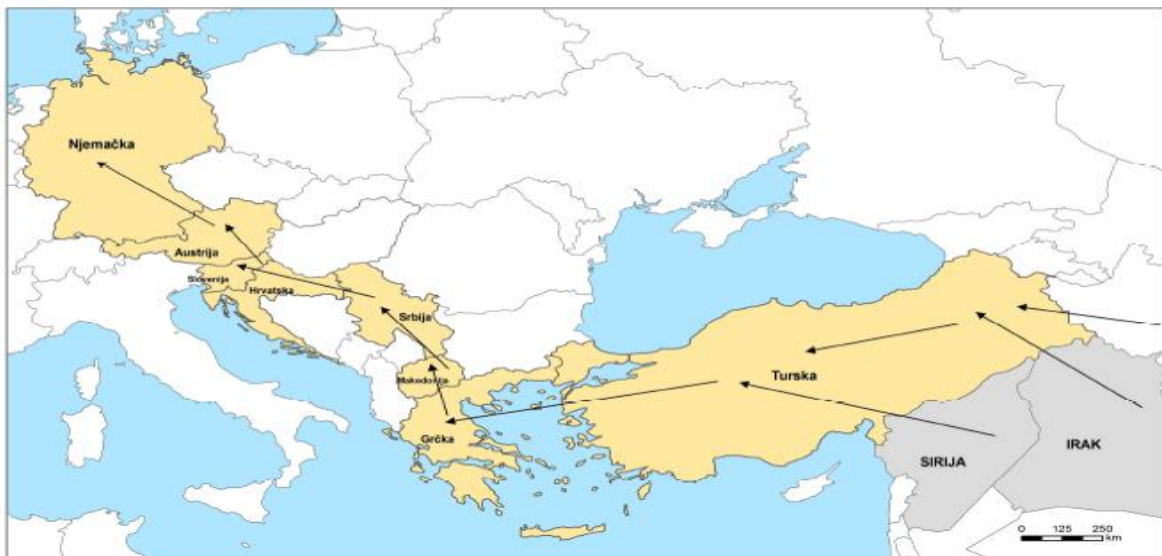 Njemačka
Austrija
Slovenija
Hrvatska
Srbija
Makedonija
Turska
Grčka
SIRIJA
IRAK
0 125 250
km